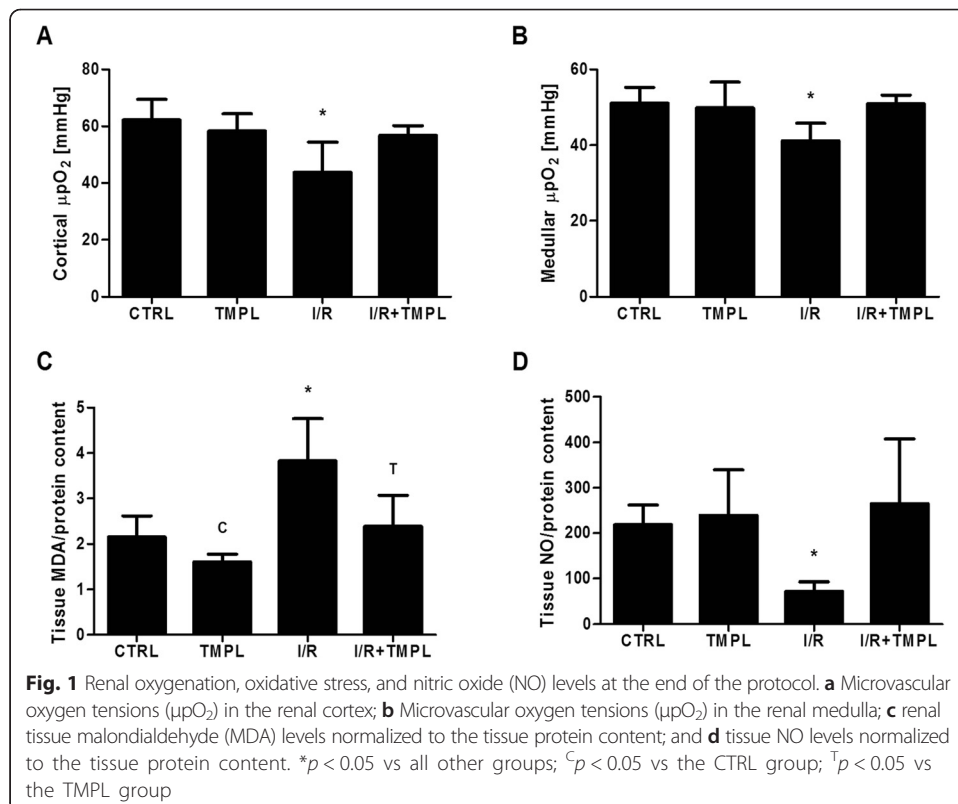 A
Cortical µpO2 [mmHg]
80
60
40
20
0
*
CTRL TMPL I/R I/R+TMPL
B
Medullar µpO2 [mmHg]
60
40
20
0
*
CTRL TMPL I/R I/R+TMPL
C
Tissue MDA/protein content
5
4
3
2
1
0
C
*
T
CTRL TMPL I/R I/R+TMPL
D
Tissue NO/protein content
500
400
300
200
100
0
*
CTRL TMPL I/R I/R+TMPL
Fig. 1 Renal oxygenation, oxidative stress, and nitric oxide (NO) levels at the end of the protocol. a Microvascular
oxygen tensions (µpO2) in the renal cortex; b Microvascular oxygen tensions (µpO2) in the renal medulla; c renal
tissue malondialdehyde (MDA) levels normalized to the tissue protein content; and d tissue NO levels normalized
to the tissue protein content. *p < 0.05 vs all other groups; Cp < 0.05 vs the CTRL group; Tp < 0.05 vs
the TMPL group